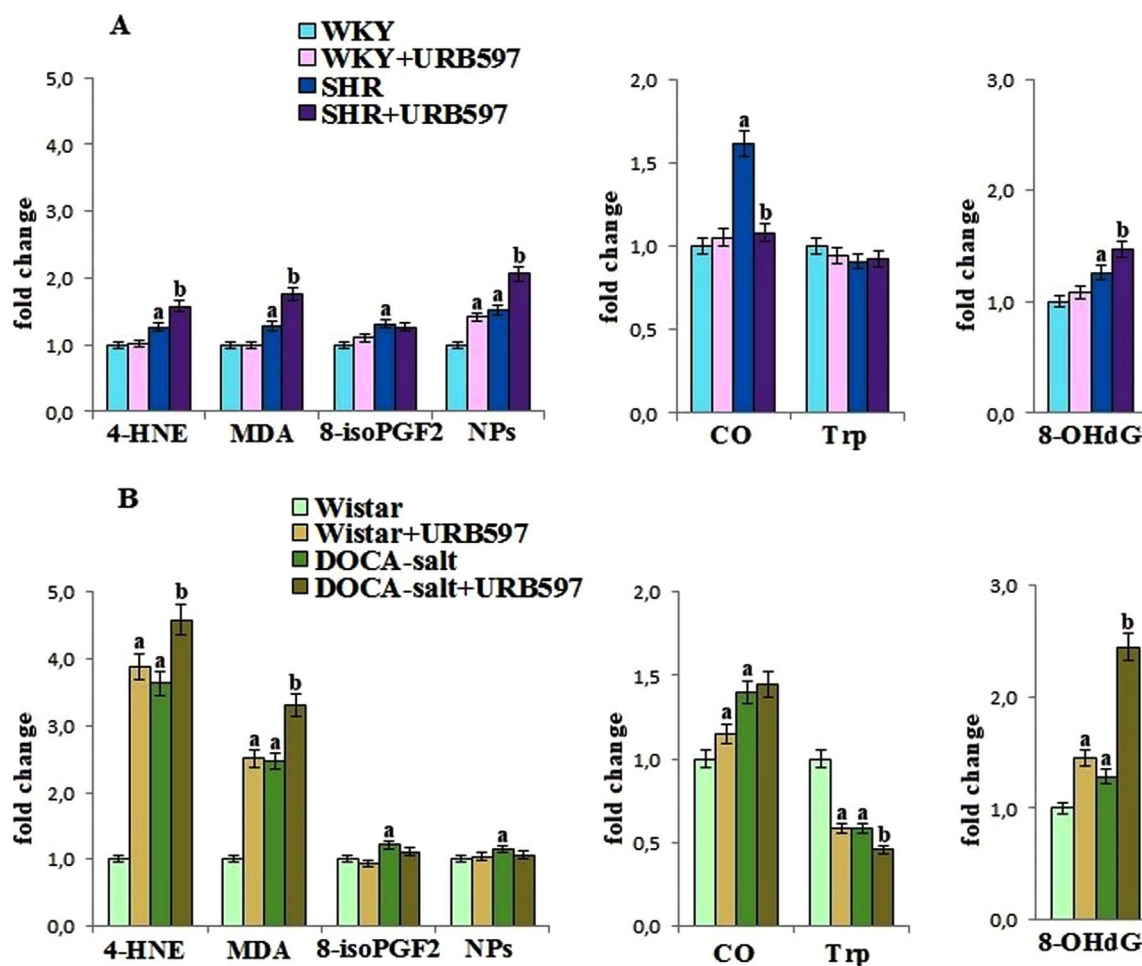 A
WKY
WKY+URB597
SHR
SHR+URB597
fold change
5,0
4,0
3,0
2,0
1,0
0,0
a
b
a
b
a
a
a
b
4-HNE MDA 8-isoPGF2 NPs
fold change
2,0
1,5
1,0
0,5
0,0
a
b
CO Trp
fold change
3,0
2,0
1,0
0,0
a
b
8-OHdG
B
Wistar
Wistar+URB597
DOCA-salt
DOCA-salt+URB597
fold change
5,0
4,0
3,0
2,0
1,0
0,0
a
a
b
a
a
b
a
a
4-HNE MDA 8-isoPGF2 NPs
fold change
2,0
1,5
1,0
0,5
0,0
a
a
a
a
b
CO Trp
fold change
3,0
2,0
1,0
0,0
a
a
b
8-OHdG